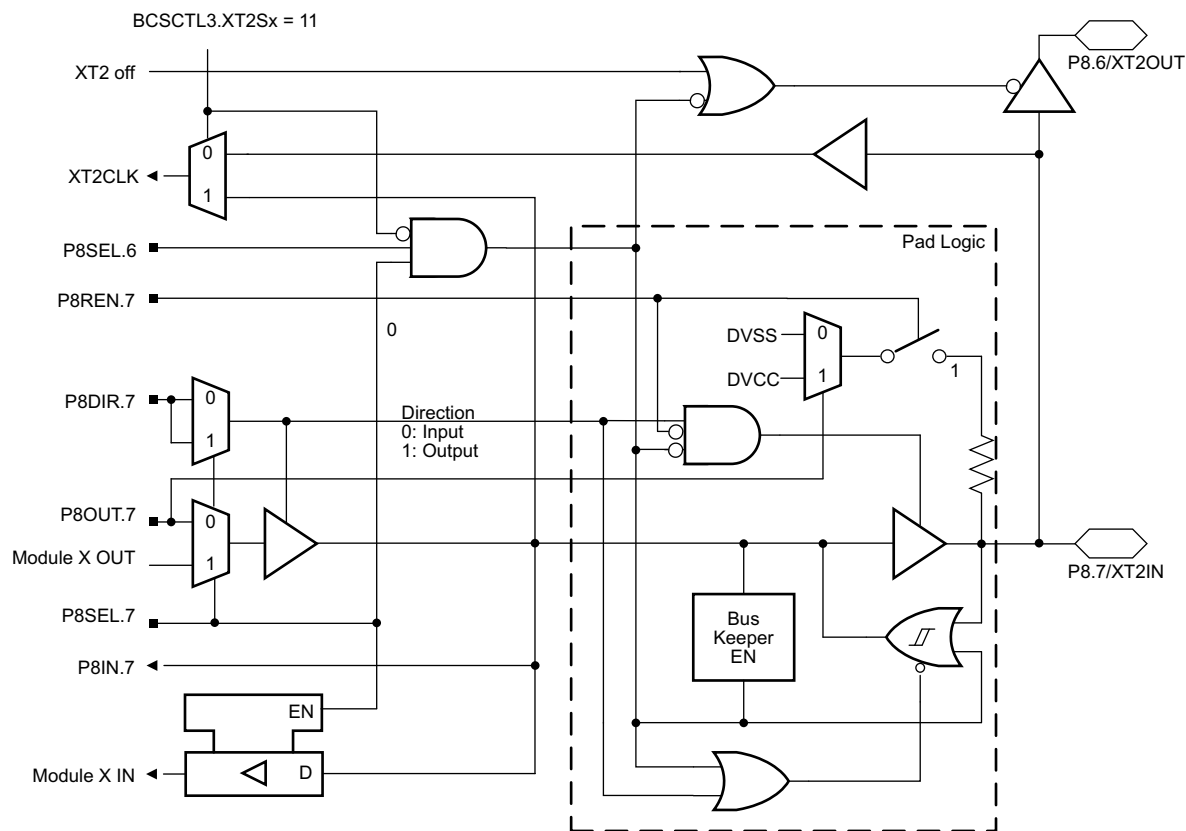 BCSCTL3.XT2Sx = 11
P8.6/XT2OUT
XT2 off
0
XT2CLK
1
P8SEL.6
Pad Logic
P8REN.7
0
DVSS
0
DVCC
1
1
P8DIR.7
0
1
Direction
0: Input
1: Output
P8OUT.7
0
Module X OUT
1
P8.7/XT2IN
P8SEL.7
Bus
Keeper
EN
P8IN.7
EN
Module X IN
D